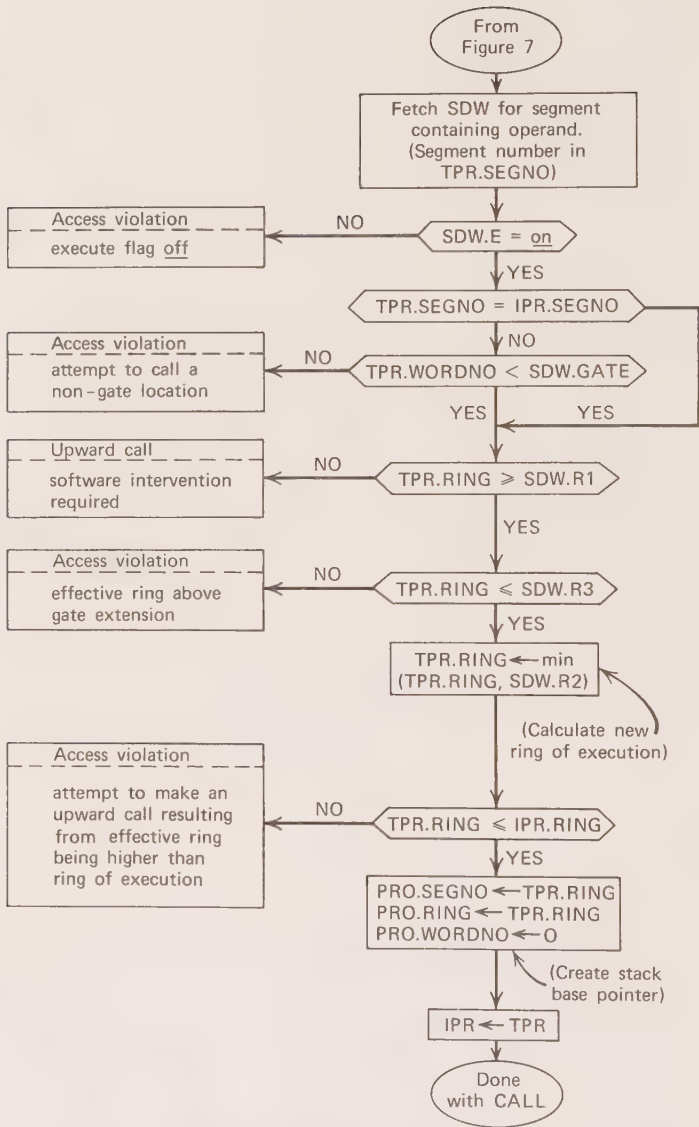 From
Figure 7
Fetch SDW for segment
containing operand.
(Segment number in
TPR.SEGNO)
Access violation
execute flag off
NO
SDW.E = on
YES
TPR.SEGNO = IPR.SEGNO
NO
Access violation
attempt to call a
non-gate location
NO
TPR.WORDNO < SDW.GATE
YES
YES
Upward call
software intervention
required
NO
TPR.RING ⩾ SDW.R1
YES
Access violation
effective ring above
gate extension
NO
TPR.RING ⩽ SDW.R3
YES
TPR.RING ← min
(TPR.RING, SDW.R2)
(Calculate new
ring of execution)
Access violation
attempt to make an
upward call resulting
from effective ring
being higher than
ring of execution
NO
TPR.RING ⩽ IPR.RING
YES
PRO.SEGNO ← TPR.RING
PRO.RING ← TPR.RING
PRO.WORDNO ← O
(Create stack
base pointer)
IPR ← TPR
Done
with CALL